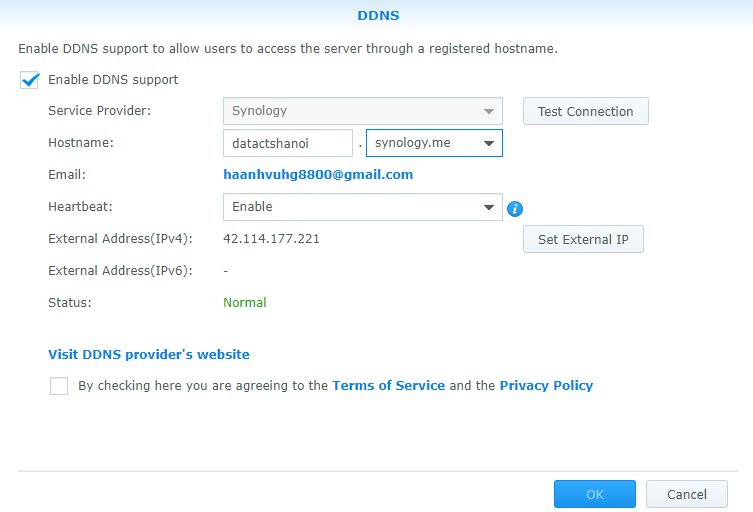 DDNS
Enable DDNS support to allow users to access the server through a registered hostname.
Enable DDNS support
Service Provider: Synology Test Connection
Hostname: datactshanoi . synology.me
Email: haanhvuhg8800@gmail.com
Heartbeat: Enable i
External Address(IPv4): 42.114.177.221 Set External IP
External Address(IPv6): -
Status: Normal
Visit DDNS provider's website
By checking here you are agreeing to the Terms of Service and the Privacy Policy
OK Cancel